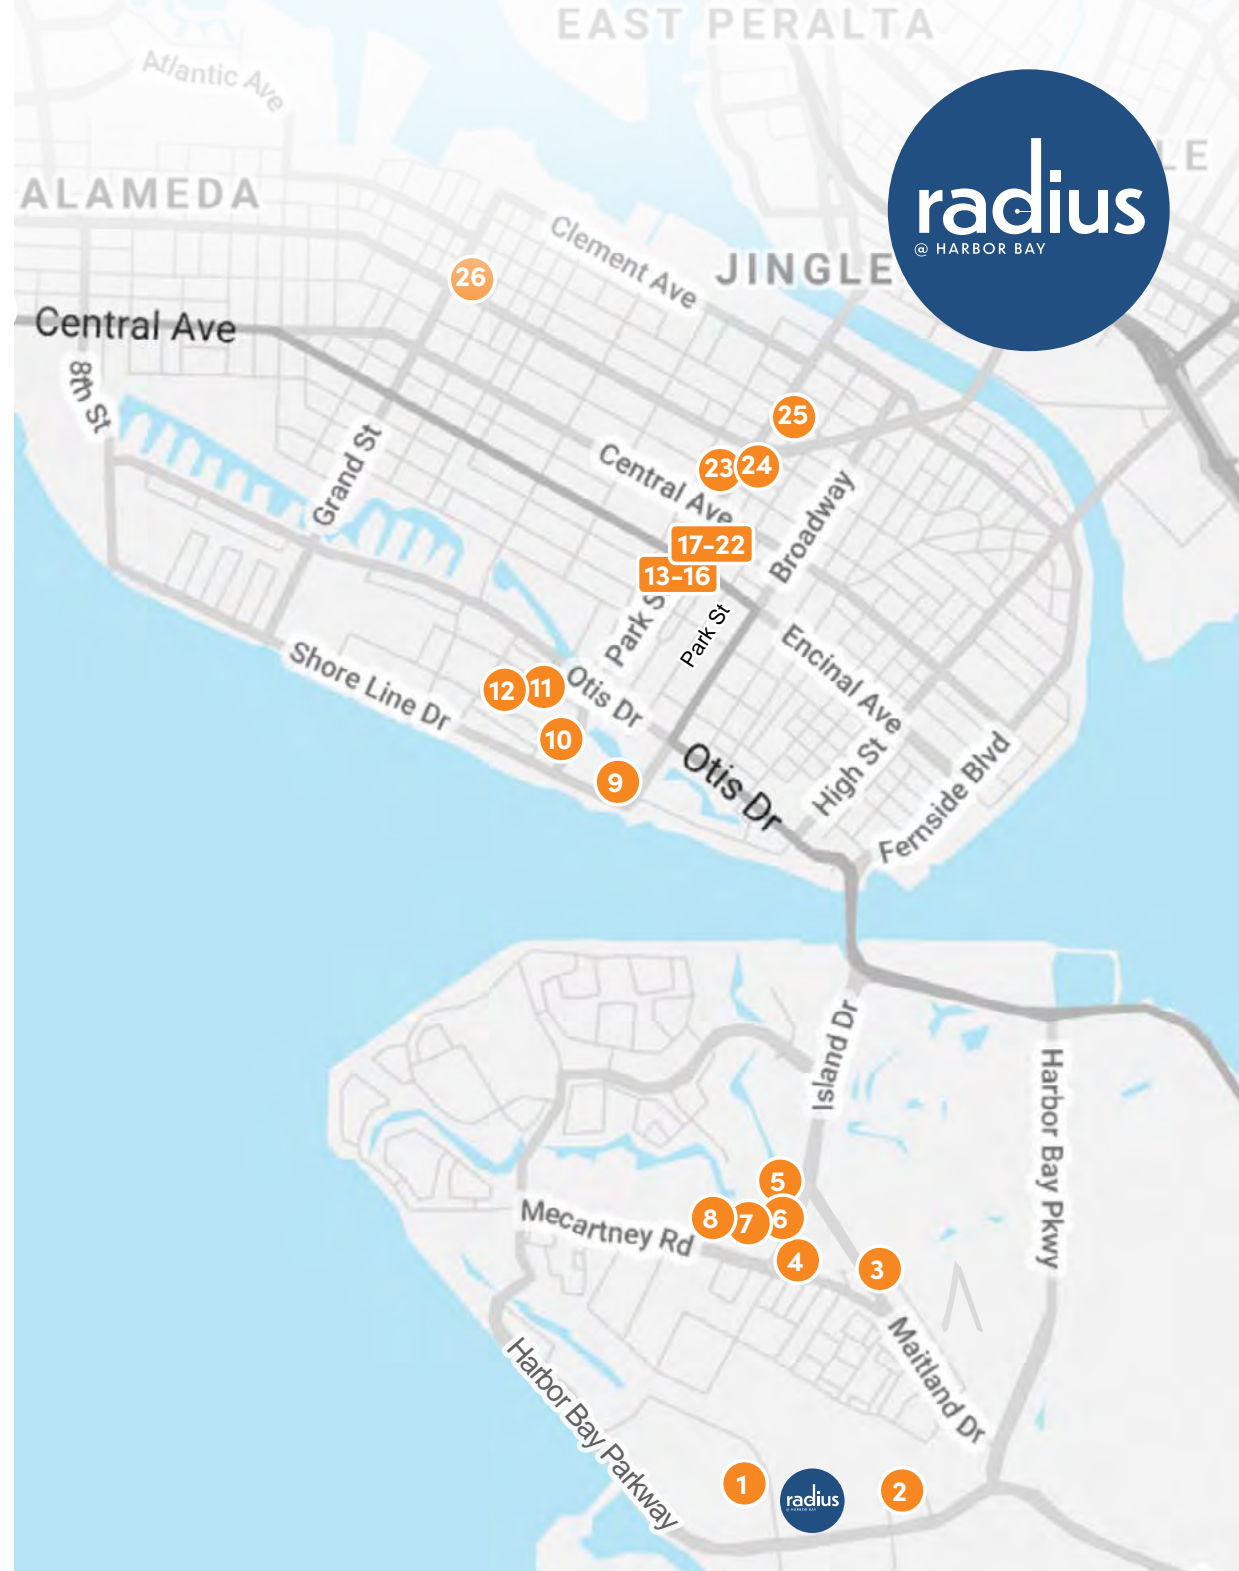 EAST PERALTA
Atlantic Ave
LE
ALAMEDA
radius
@ HARBOR BAY
Clement Ave
JINGLE
26
Central Ave
8th St
25
Grand St
Central Ave
23
24
Broadway
17-22
13-16
Park S
Park St
Encinal Ave
Shore Line Dr
12
11
Otis Dr
10
9
Otis Dr
High St
Fernside Blvd
Island Dr
Harbor Bay Pkwy
5
8
7
6
Mecartney Rd
4
3
Maitland Dr
Harbor Bay Parkway
1
radius
@ HARBOR BAY
2